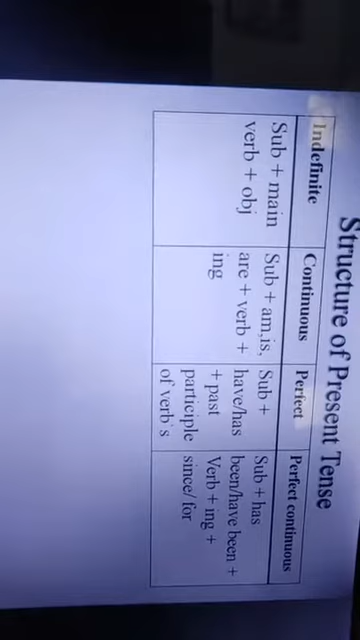 Structure of Present Tense
Indefinite
Continuous
Perfect
Perfect continuous
Sub + main
verb + obj
Sub + am,is,
are + verb +
ing
Sub +
have/has
+ past
participle
of verb's
Sub + has
been/have been +
Verb + ing +
since/ for